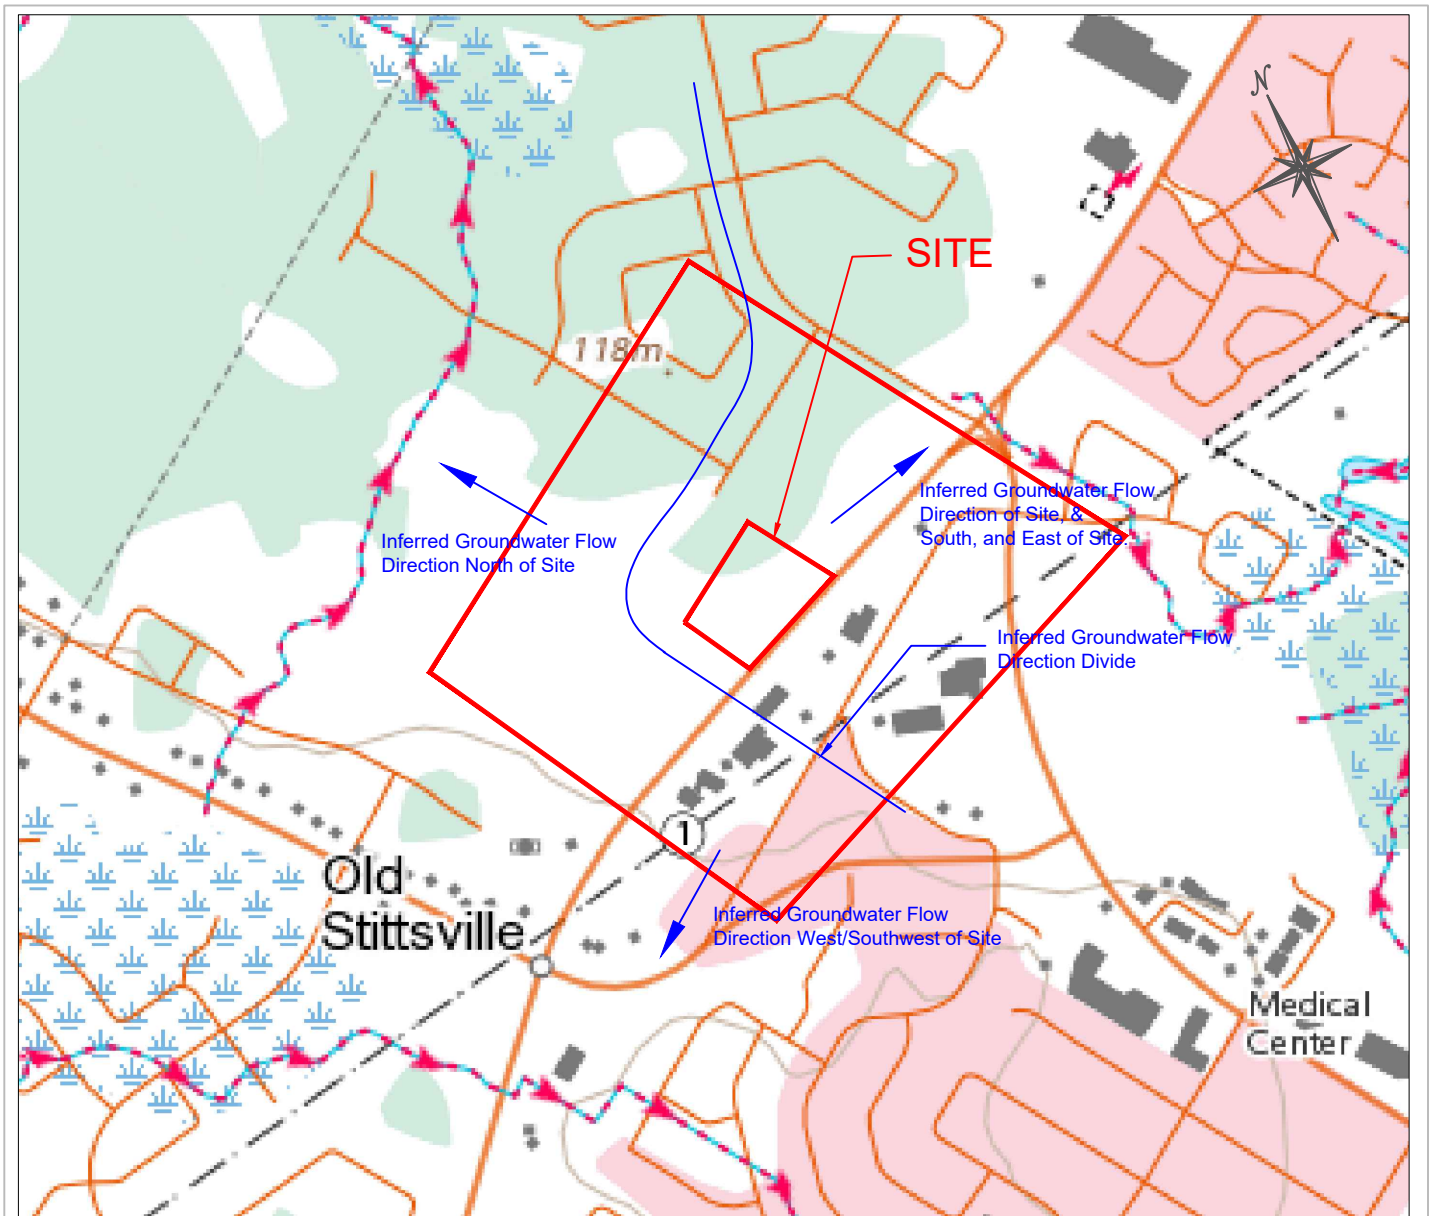 N
SITE
118m
Inferred Groundwater Flow
Direction of Site, &
South, and East of Site
Inferred Groundwater Flow
Direction North of Site
Inferred Groundwater Flow
Direction Divide
1
Old
Stittsville
Inferred Groundwater Flow
Direction West/Southwest of Site
Medical
Center